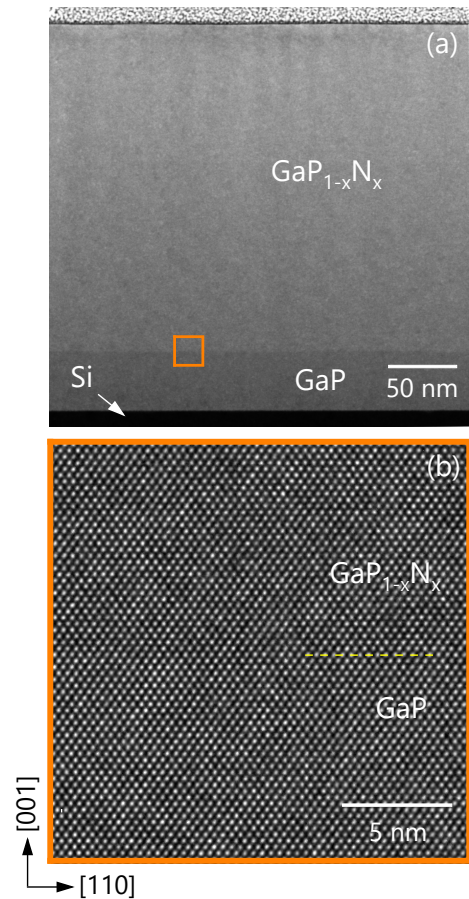 (a)
GaP₁₋ₓNₓ
Si
GaP
50 nm
(b)
GaP₁₋ₓNₓ
GaP
5 nm
[001]
[110]